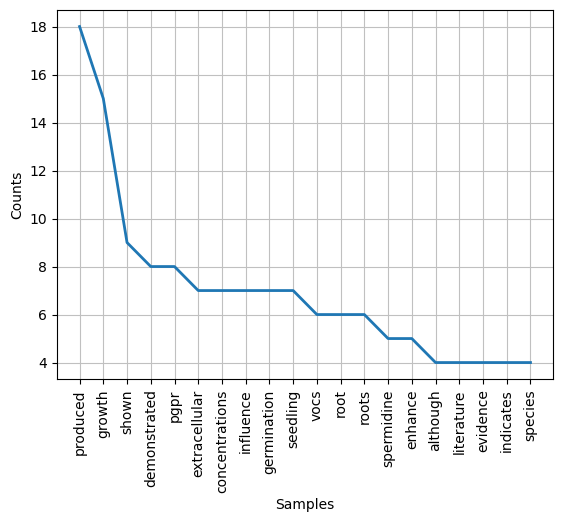 18
16
14
12
10
8
6
4
Counts
produced
growth
shown
demonstrated
pgpr
extracellular
concentrations
influence
germination
seedling
vocs
root
roots
spermidine
enhance
although
literature
evidence
indicates
species
Samples